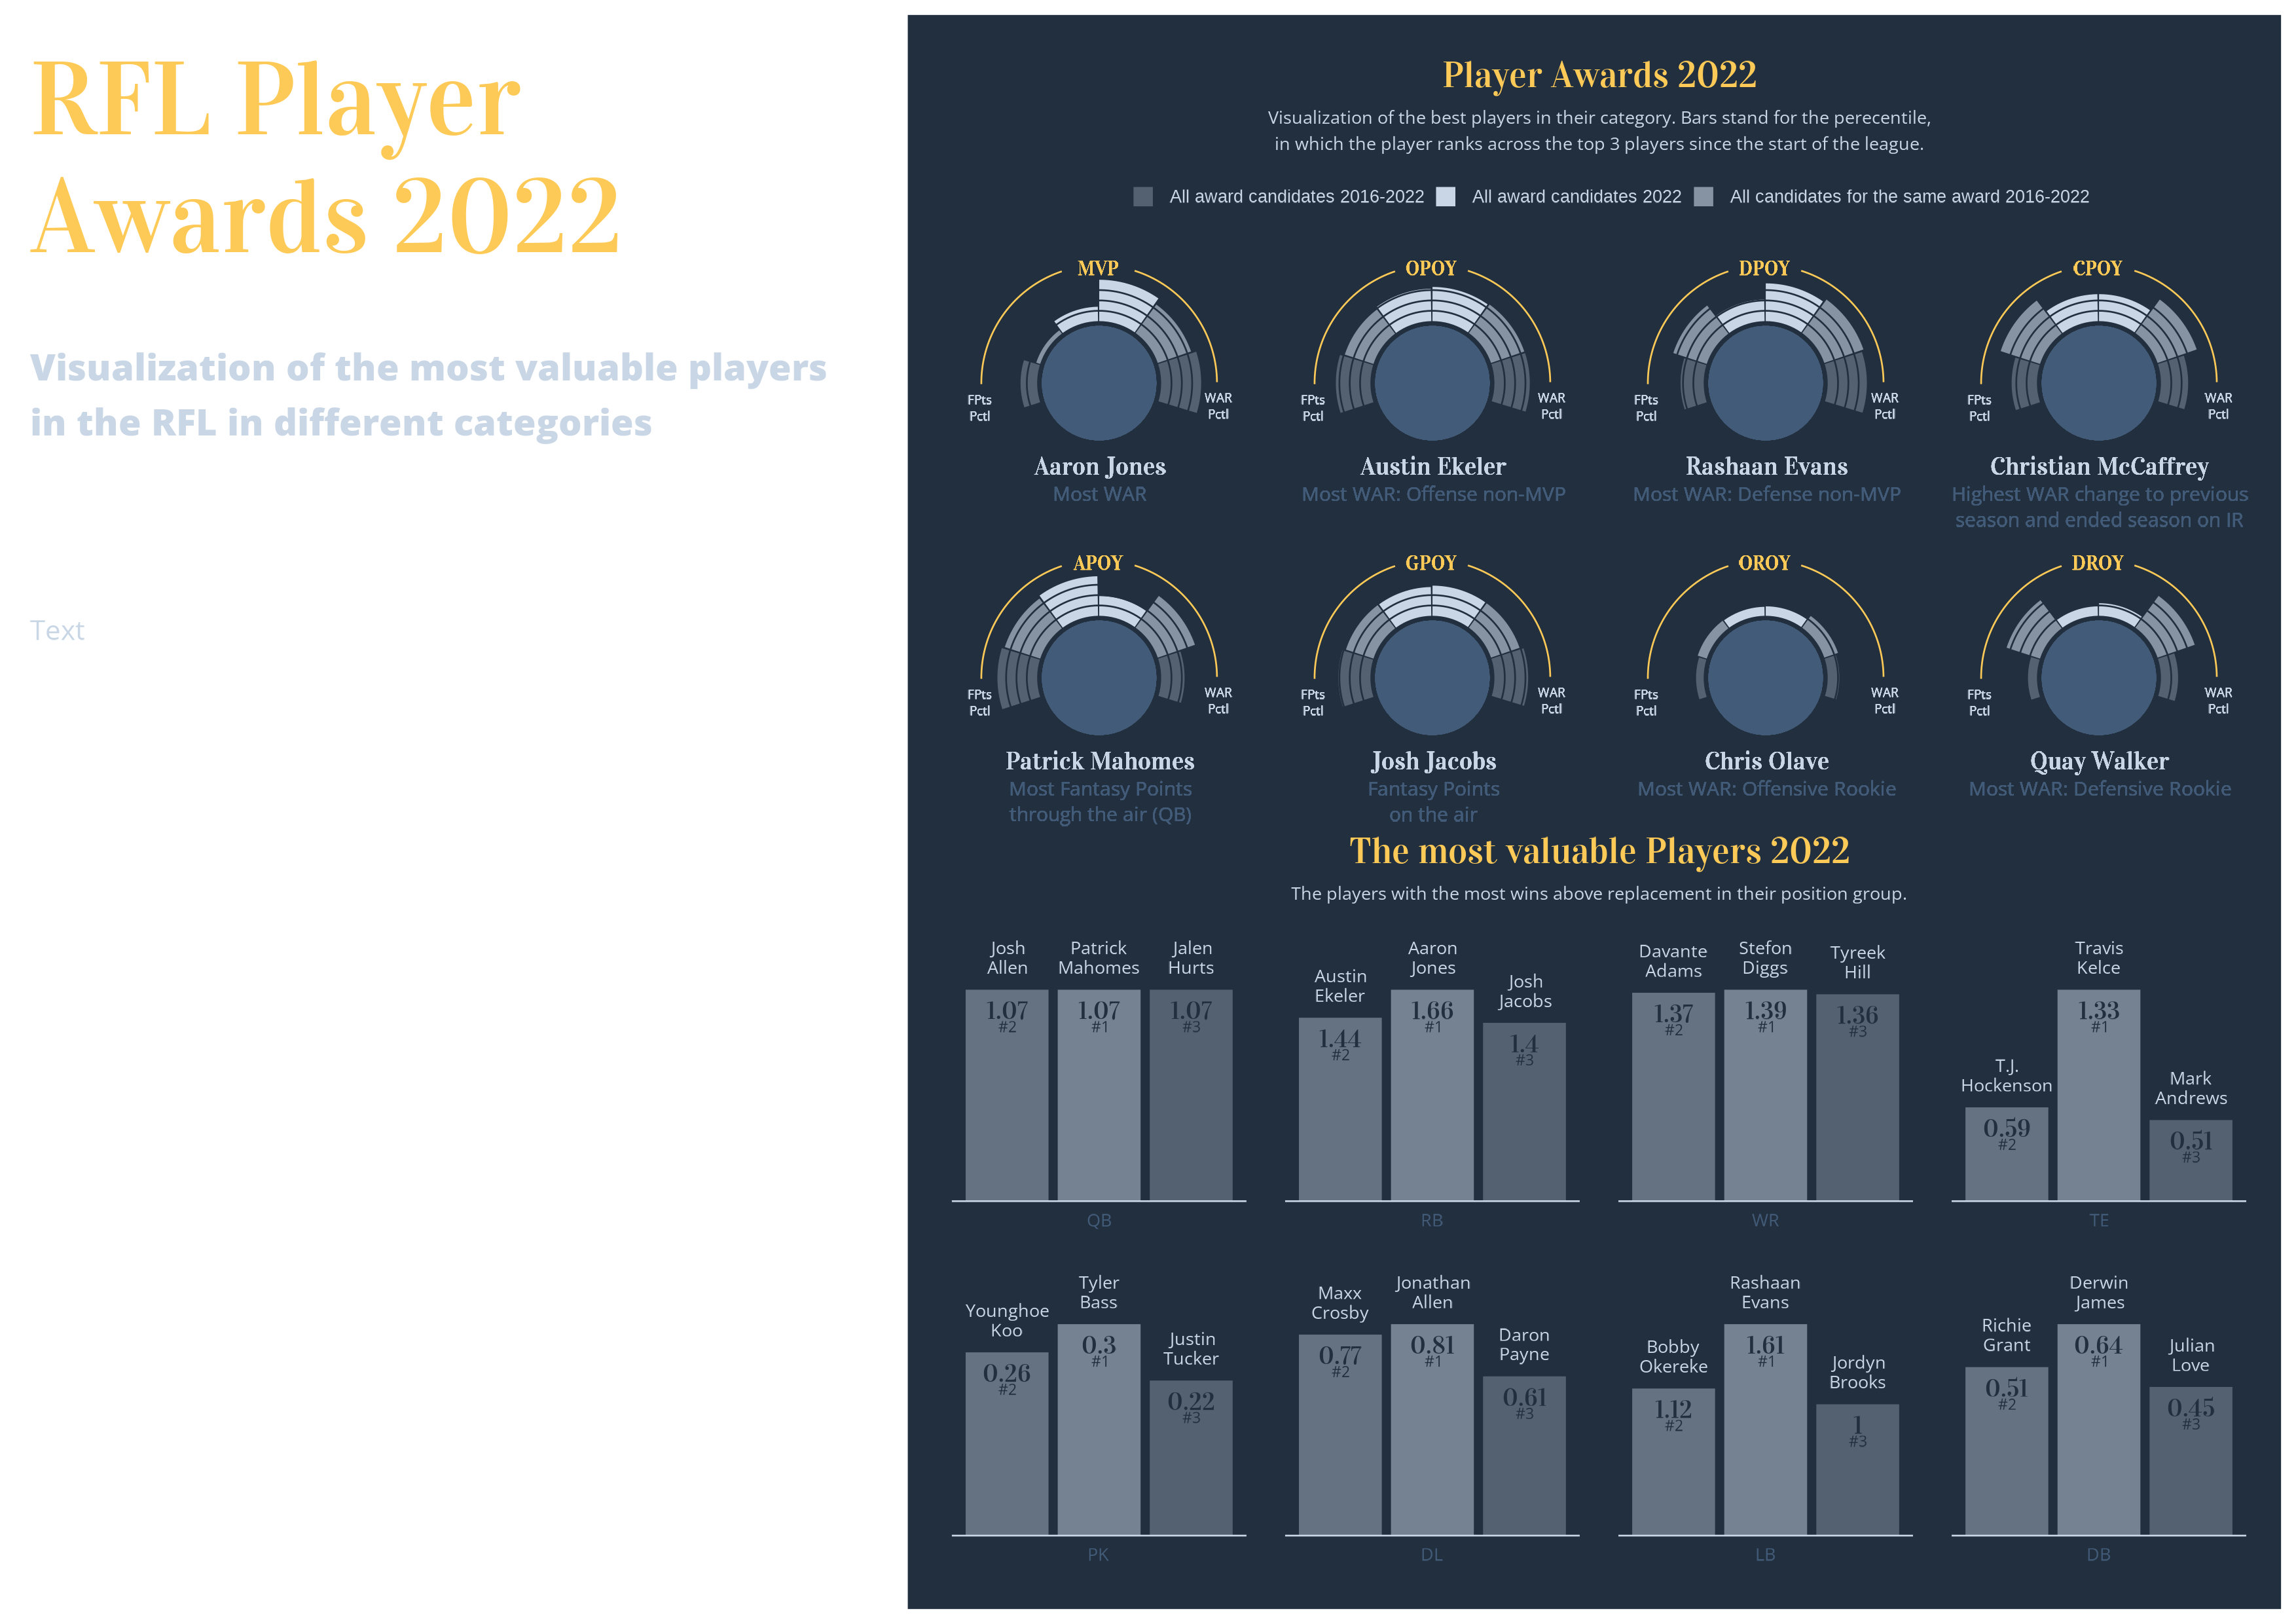 RFL Player
Awards 2022
Visualization of the most valuable players
in the RFL in different categories
Text
Player Awards 2022
Visualization of the best players in their category. Bars stand for the perecentile,
in which the player ranks across the top 3 players since the start of the league.
All award candidates 2016-2022
All award candidates 2022
All candidates for the same award 2016-2022
MVP
FPts
Pctl
WAR
Pctl
Aaron Jones
Most WAR
OPOY
FPts
Pctl
WAR
Pctl
Austin Ekeler
Most WAR: Offense non-MVP
DPOY
FPts
Pctl
WAR
Pctl
Rashaan Evans
Most WAR: Defense non-MVP
CPOY
FPts
Pctl
WAR
Pctl
Christian McCaffrey
Highest WAR change to previous
season and ended season on IR
APOY
FPts
Pctl
WAR
Pctl
Patrick Mahomes
Most Fantasy Points
through the air (QB)
GPOY
FPts
Pctl
WAR
Pctl
Josh Jacobs
Fantasy Points
on the air
OROY
FPts
Pctl
WAR
Pctl
Chris Olave
Most WAR: Offensive Rookie
DROY
FPts
Pctl
WAR
Pctl
Quay Walker
Most WAR: Defensive Rookie
The most valuable Players 2022
The players with the most wins above replacement in their position group.
Josh
Allen
1.07
#2
Patrick
Mahomes
1.07
#1
Jalen
Hurts
1.07
#3
QB
Austin
Ekeler
1.44
#2
Aaron
Jones
1.66
#1
Josh
Jacobs
1.4
#3
RB
Davante
Adams
1.37
#2
Stefon
Diggs
1.39
#1
Tyreek
Hill
1.36
#3
WR
T.J.
Hockenson
0.59
#2
Travis
Kelce
1.33
#1
Mark
Andrews
0.51
#3
TE
Younghoe
Koo
0.26
#2
Tyler
Bass
0.3
#1
Justin
Tucker
0.22
#3
PK
Maxx
Crosby
0.77
#2
Jonathan
Allen
0.81
#1
Daron
Payne
0.61
#3
DL
Bobby
Okereke
1.12
#2
Rashaan
Evans
1.61
#1
Jordyn
Brooks
1
#3
LB
Richie
Grant
0.51
#2
Derwin
James
0.64
#1
Julian
Love
0.45
#3
DB